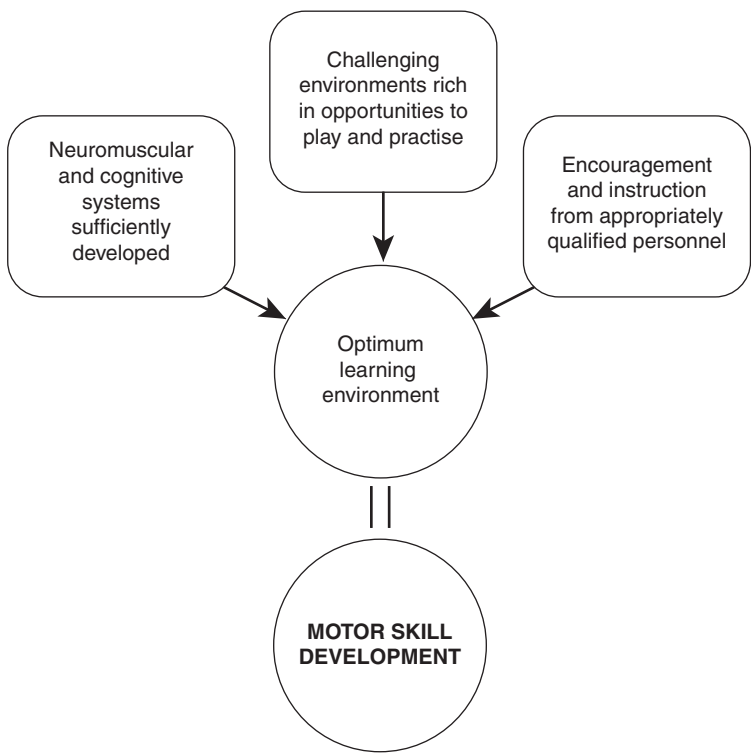 Challenging
environments rich
in opportunities to
play and practise
Neuromuscular
and cognitive
systems
sufficiently
developed
Encouragement
and instruction
from appropriately
qualified personnel
Optimum
learning
environment
MOTOR SKILL
DEVELOPMENT